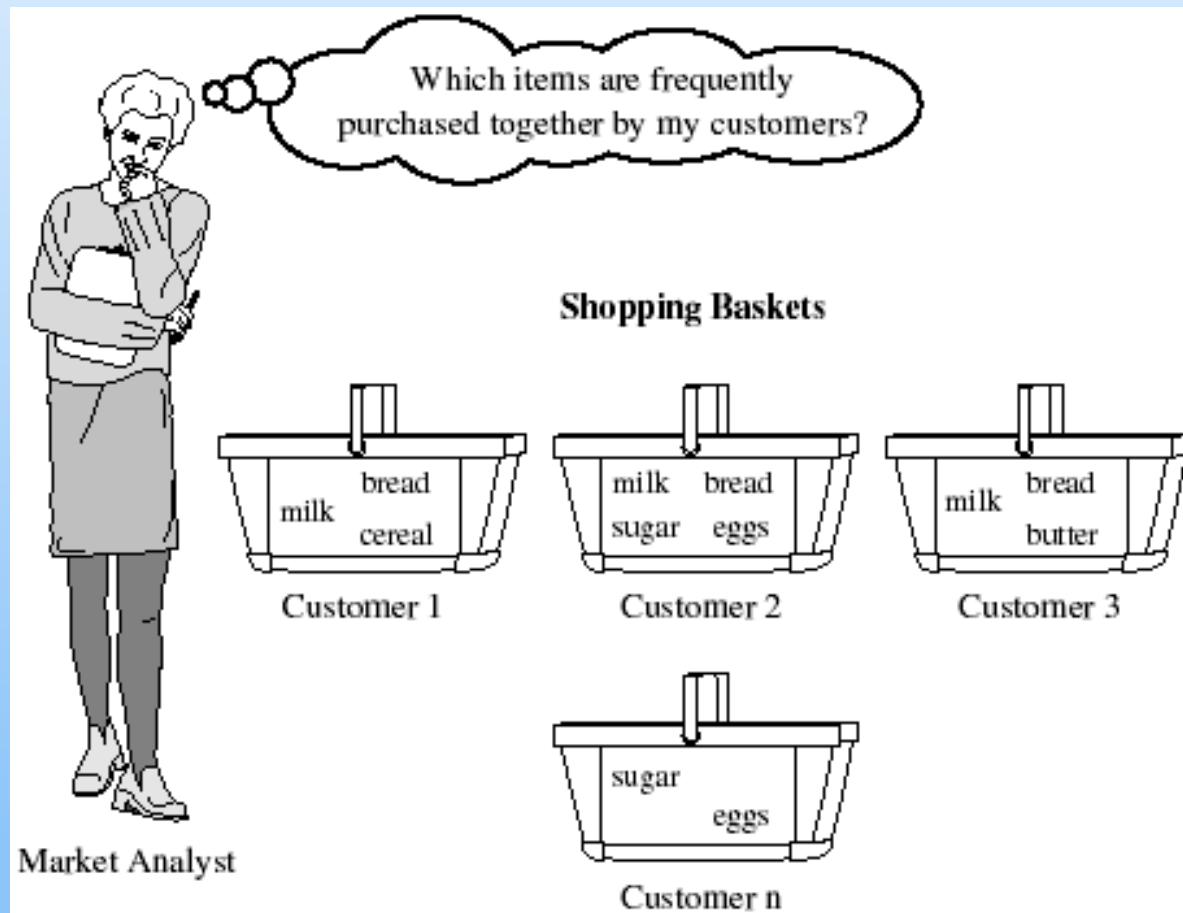 Which items are frequently
purchased together by my customers?
Shopping Baskets
milk
bread
cereal
Customer 1
milk bread
sugar eggs
Customer 2
milk
bread
butter
Customer 3
sugar
eggs
Customer n
Market Analyst